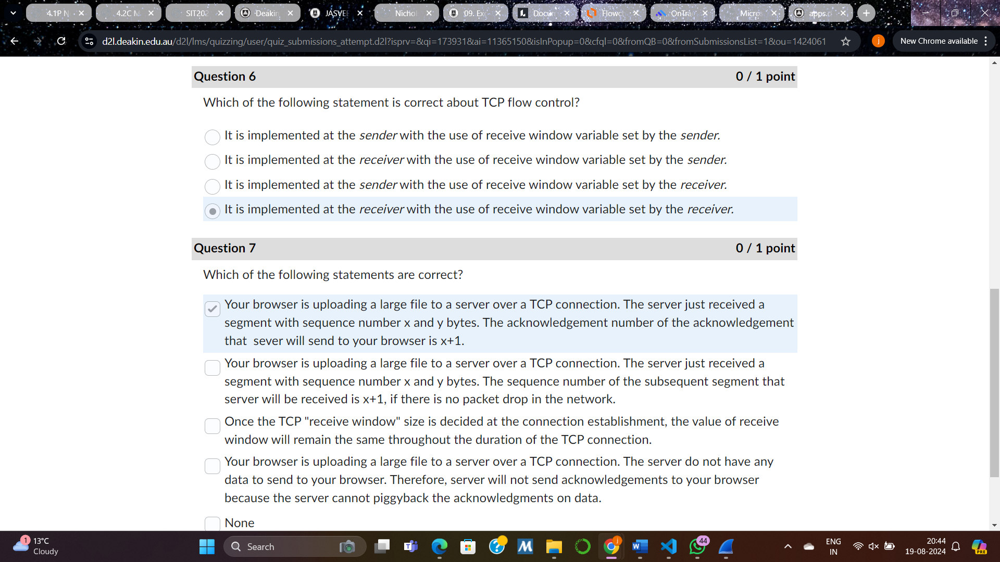 4.1P N
4.2C M
SIT202
Deakin
JASVEE
Nichol
09. Ex
Docum
Flowch
OnTra
Micros
apps.d
d2l.deakin.edu.au/d2l/lms/quizzing/user/quiz_submissions_attempt.d2l?isprv=&qi=173931&ai=11365150&isInPopup=0&cfql=0&fromQB=0&fromSubmissionsList=1&ou=1424061
j
New Chrome available
Question 6 0 / 1 point
Which of the following statement is correct about TCP flow control?
It is implemented at the sender with the use of receive window variable set by the sender.
It is implemented at the receiver with the use of receive window variable set by the sender.
It is implemented at the sender with the use of receive window variable set by the receiver.
It is implemented at the receiver with the use of receive window variable set by the receiver.
Question 7 0 / 1 point
Which of the following statements are correct?
Your browser is uploading a large file to a server over a TCP connection. The server just received a
segment with sequence number x and y bytes. The acknowledgement number of the acknowledgement
that sever will send to your browser is x+1.
Your browser is uploading a large file to a server over a TCP connection. The server just received a
segment with sequence number x and y bytes. The sequence number of the subsequent segment that
server will be received is x+1, if there is no packet drop in the network.
Once the TCP "receive window" size is decided at the connection establishment, the value of receive
window will remain the same throughout the duration of the TCP connection.
Your browser is uploading a large file to a server over a TCP connection. The server do not have any
data to send to your browser. Therefore, server will not send acknowledgements to your browser
because the server cannot piggyback the acknowledgments on data.
None
1
13°C
Cloudy
Search
44
ENG
IN
20:44
19-08-2024
PRE